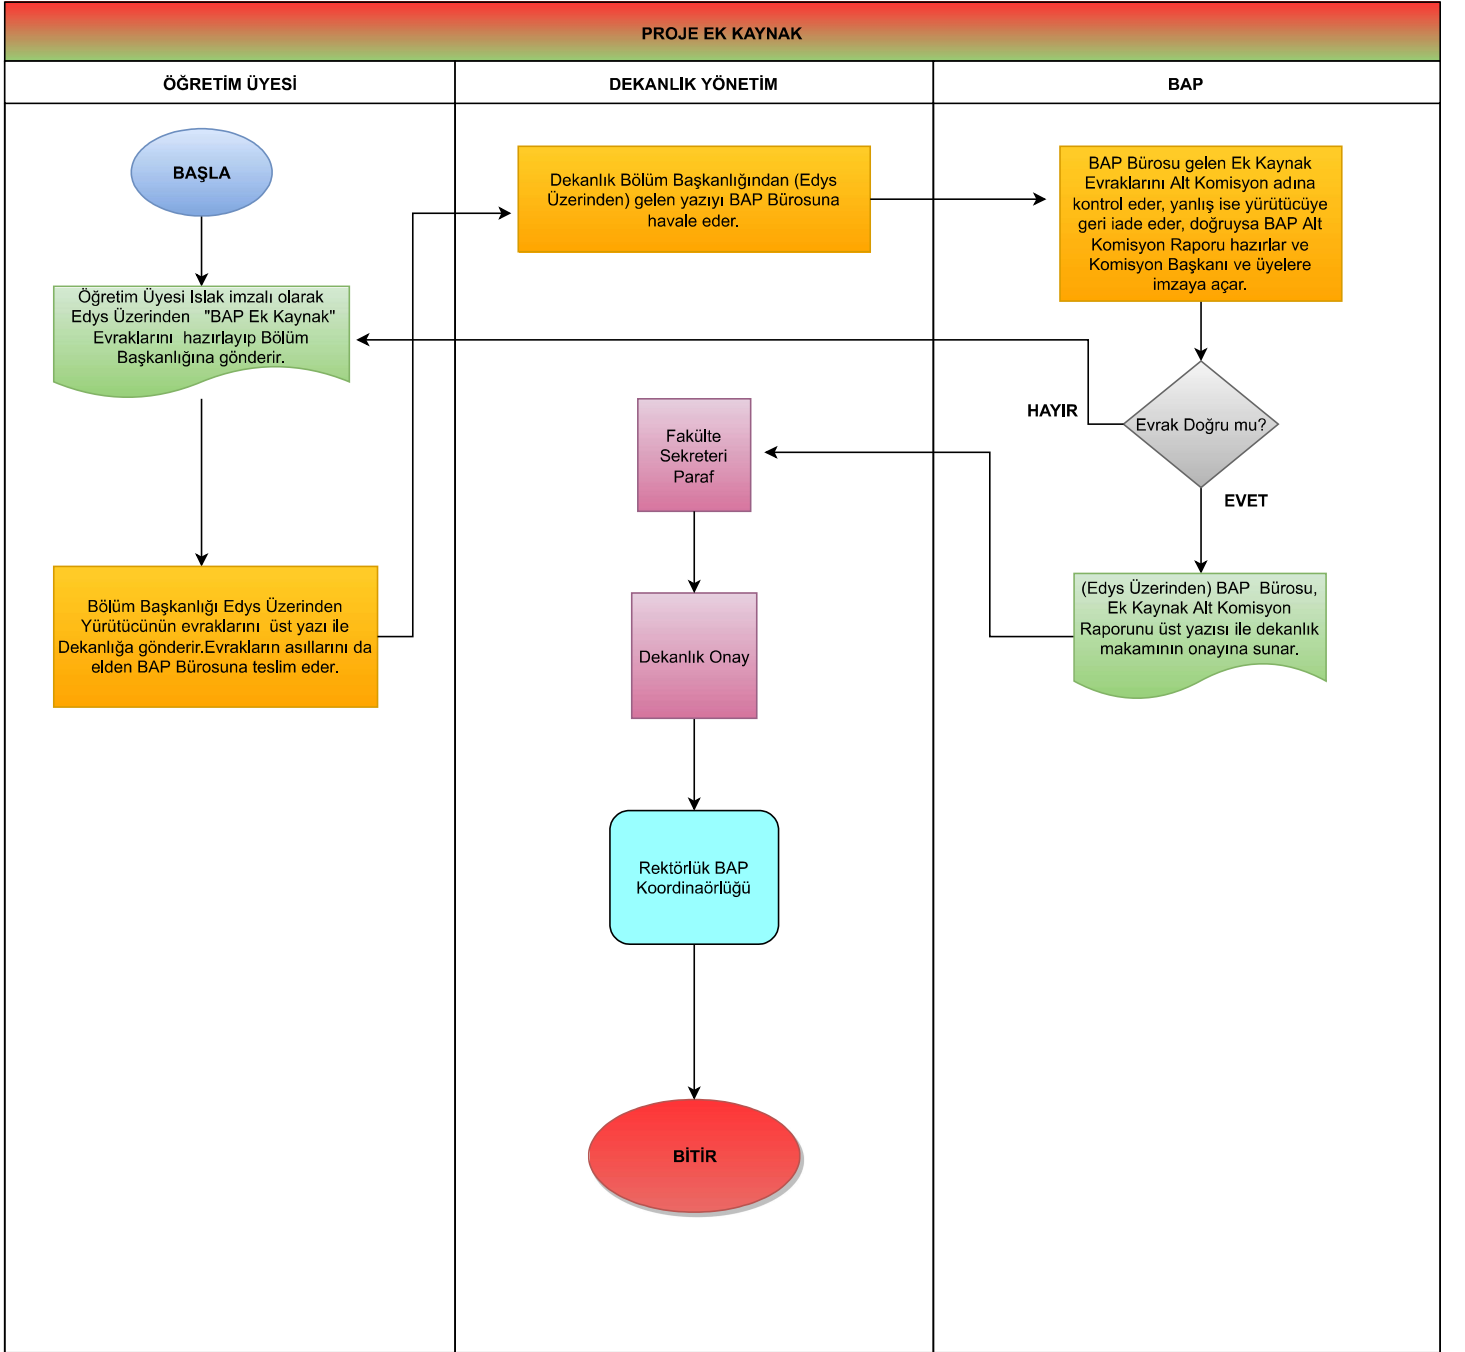 PROJE EK KAYNAK
ÖĞRETİM ÜYESİ
DEKANLIK YÖNETİM
BAP
BAŞLA
Öğretim Üyesi Islak imzalı olarak
Edys Üzerinden "BAP Ek Kaynak"
Evraklarını hazırlayıp Bölüm
Başkanlığına gönderir.
Bölüm Başkanlığı Edys Üzerinden
Yürütücünün evraklarını üst yazı ile
Dekanlığa gönderir.Evrakların asıllarını da
elden BAP Bürosuna teslim eder.
Dekanlık Bölüm Başkanlığından (Edys
Üzerinden) gelen yazıyı BAP Bürosuna
havale eder.
BAP Bürosu gelen Ek Kaynak
Evraklarını Alt Komisyon adına
kontrol eder, yanlış ise yürütücüye
geri iade eder, doğruysa BAP Alt
Komisyon Raporu hazırlar ve
Komisyon Başkanı ve üyelere
imzaya açar.
Evrak Doğru mu?
HAYIR
EVET
(Edys Üzerinden) BAP Bürosu,
Ek Kaynak Alt Komisyon
Raporunu üst yazısı ile dekanlık
makamının onayına sunar.
Fakülte
Sekreteri
Paraf
Dekanlık Onay
Rektörlük BAP
Koordinaörlüğü
BİTİR